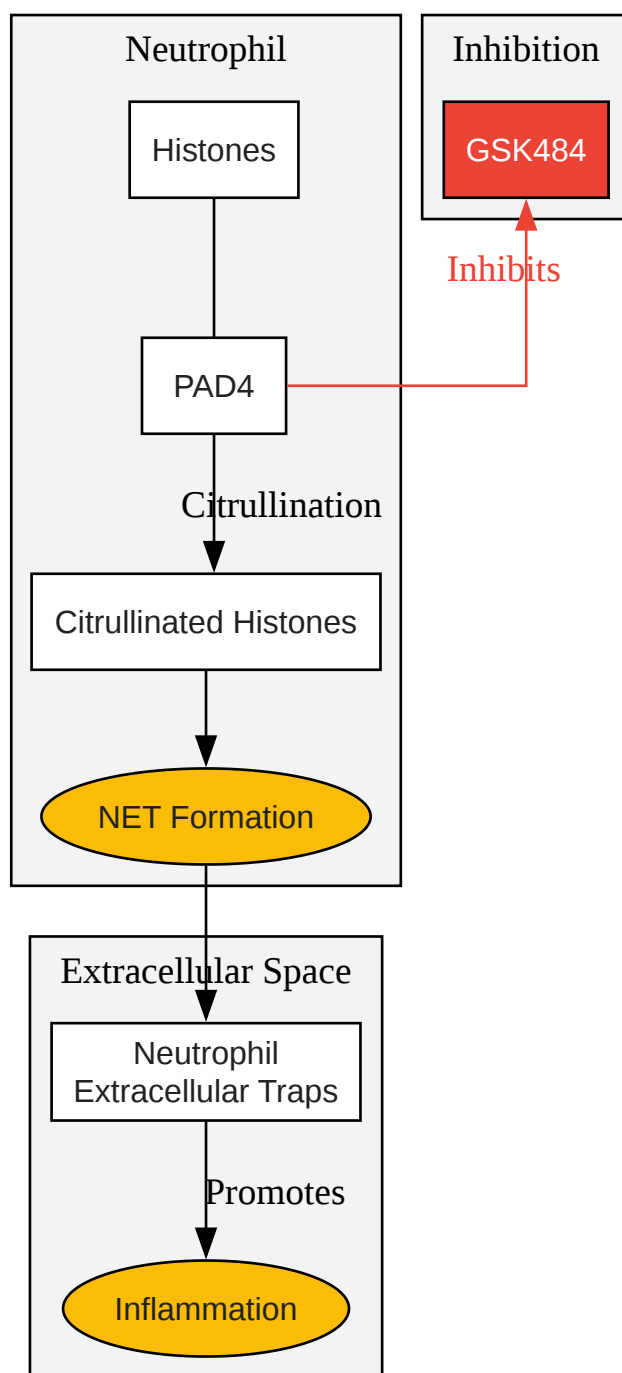 Neutrophil
Inhibition
Histones
GSK484
Inhibits
PAD4
Citrullination
Citrullinated Histones
NET Formation
Extracellular Space
Neutrophil
Extracellular Traps
Promotes
Inflammation